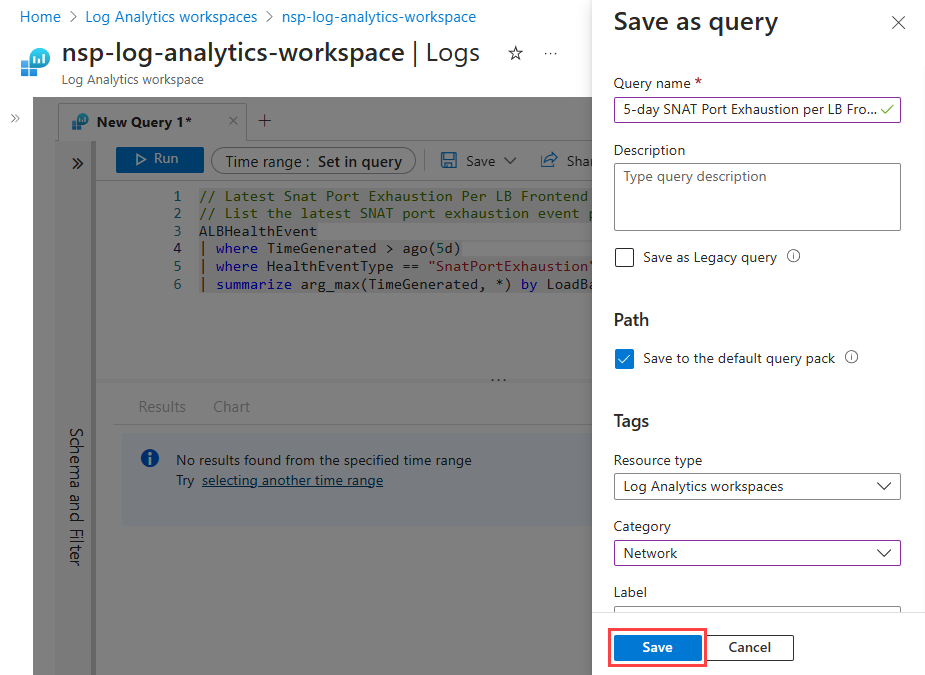 Home > Log Analytics workspaces > nsp-log-analytics-workspace
nsp-log-analytics-workspace | Logs
Log Analytics workspace
New Query 1*
Run
Time range : Set in query
Save
Shar
1 // Latest Snat Port Exhaustion Per LB Frontend
2 // List the latest SNAT port exhaustion event p
3 ALBHealthEvent
4 | where TimeGenerated > ago(5d)
5 | where HealthEventType == "SnatPortExhaustion"
6 | summarize arg_max(TimeGenerated, *) by LoadBa
Schema and Filter
Results
Chart
No results found from the specified time range
Try selecting another time range
Save as query
Query name *
5-day SNAT Port Exhaustion per LB Fro...
Description
Type query description
Save as Legacy query
Path
Save to the default query pack
Tags
Resource type
Log Analytics workspaces
Category
Network
Label
Save
Cancel